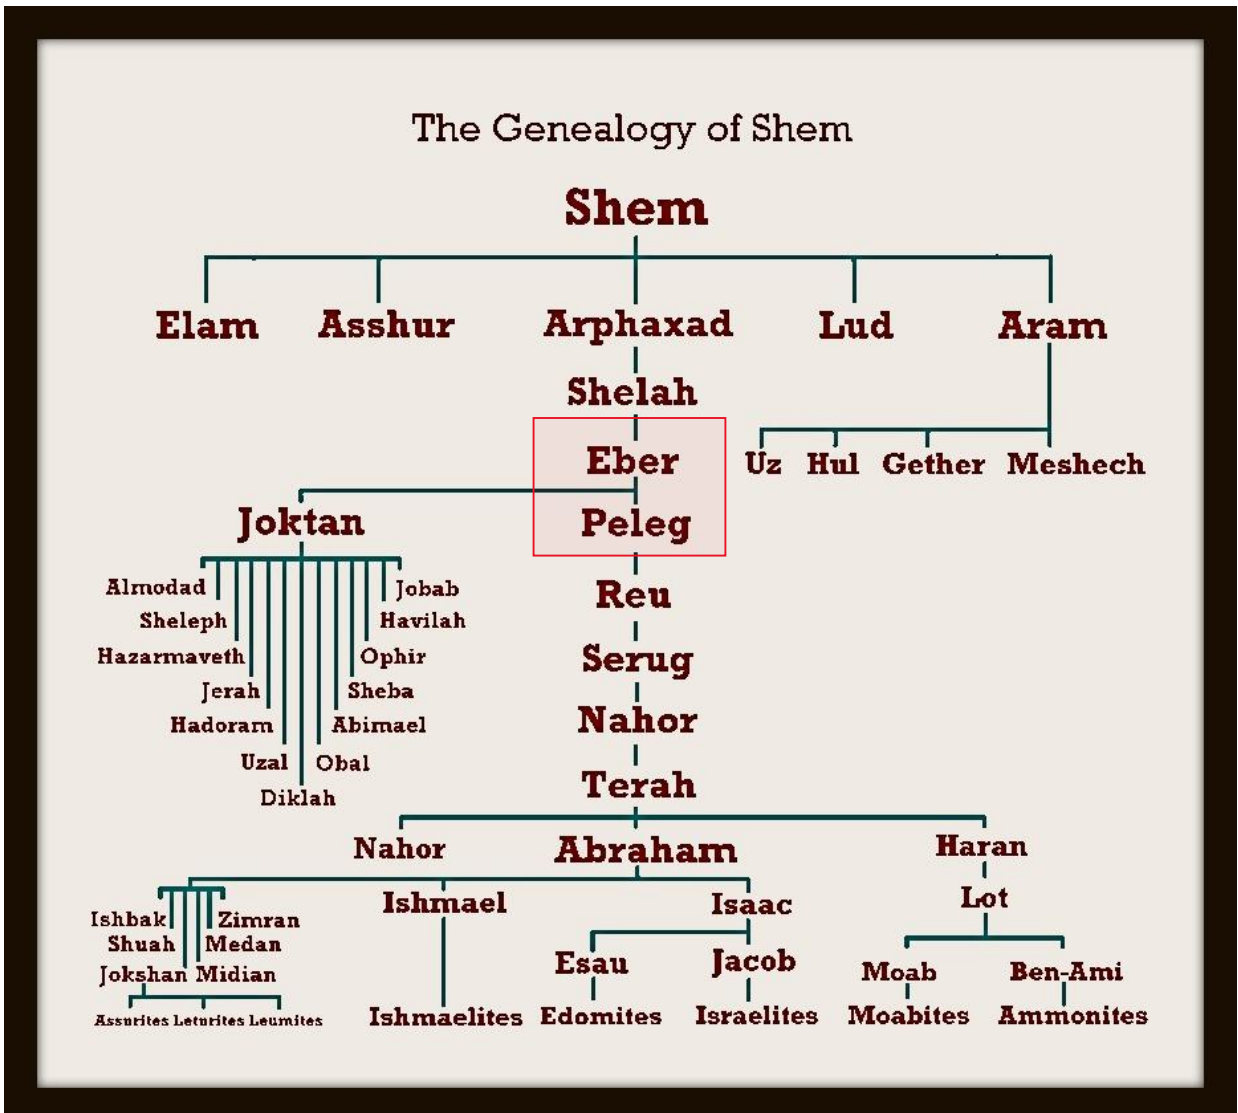 The Genealogy of Shem
Shem
Elam Asshur Arphaxad Lud Aram
Shelah
Eber Uz Hul Gether Meshech
Joktan Peleg
Almodad Jobab Reu
Sheleph Havilah
Hazarmaveth Ophir Serug
Jerah Sheba
Hadoram Abimael Nahor
Uzal Obal
Diklah Terah
Nahor Abraham Haran
Ishbak Zimran Ishmael Isaac Lot
Shuah Medan
Jokshan Midian Esau Jacob Moab Ben-Ami
Assurites Leturites Leumites Ishmaelites Edomites Israelites Moabites Ammonites